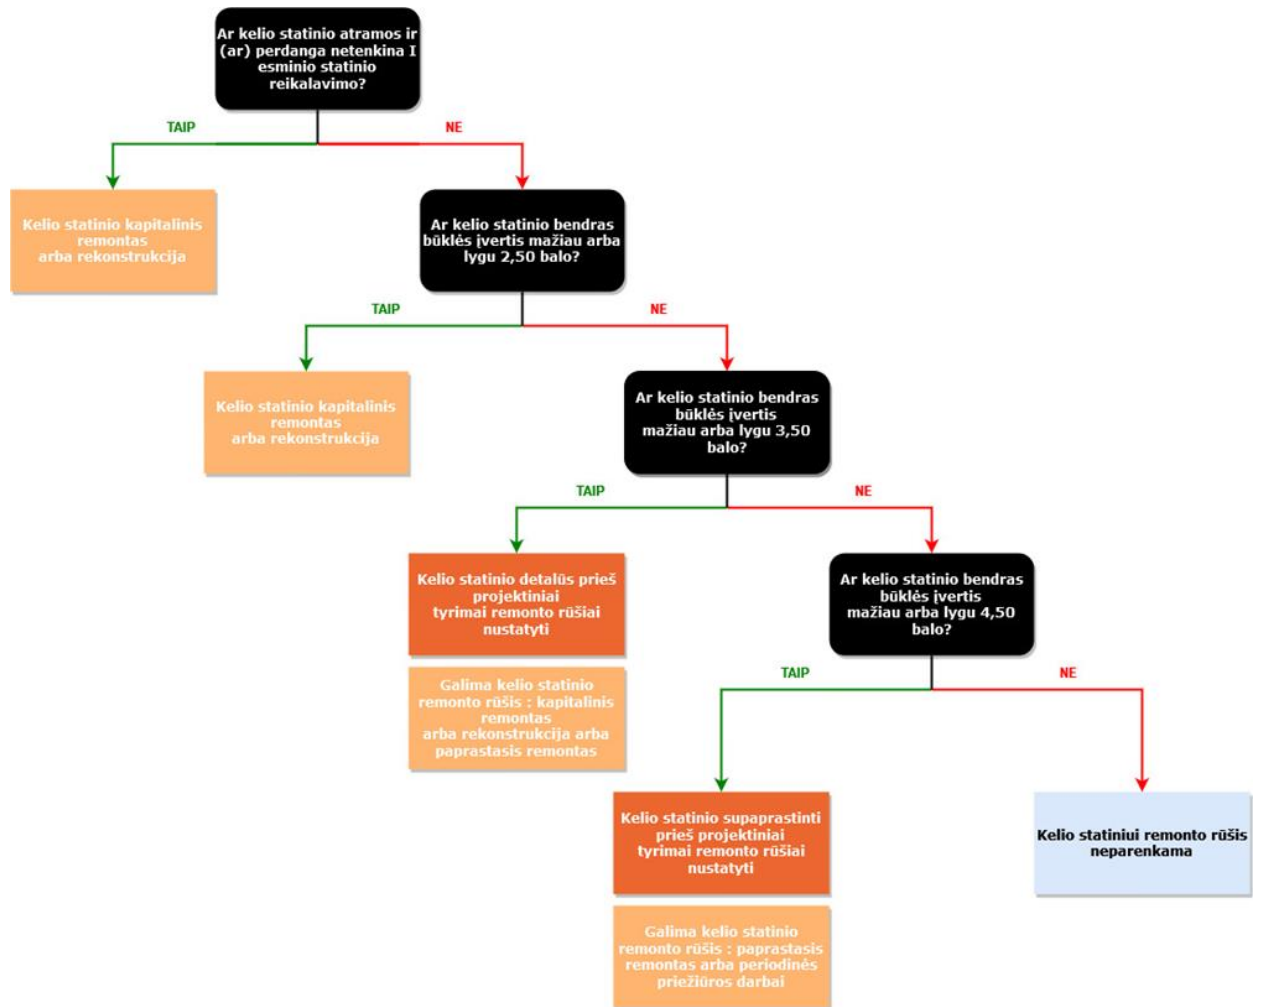 Ar kelio statinio atramos ir
(ar) perdanga netenkina I
esminio statinio
reikalavimo?
TAIP
NE
Kelio statinio kapitalinis
remontas
arba rekonstrukcija
Ar kelio statinio bendras
būklės įvertis mažiau arba
lygu 2,50 balo?
TAIP
NE
Kelio statinio kapitalinis
remontas
arba rekonstrukcija
Ar kelio statinio bendras
būklės įvertis
mažiau arba lygu 3,50
balo?
TAIP
NE
Kelio statinio detalūs prieš
projektiniai
tyrimai remonto rūšiai
nustatyti
Galima kelio statinio
remonto rūšis : kapitalinis
remontas
arba rekonstrukcija arba
paprastasis remontas
Ar kelio statinio bendras
būklės įvertis
mažiau arba lygu 4,50
balo?
TAIP
NE
Kelio statinio supaprastinti
prieš projektiniai
tyrimai remonto rūšiai
nustatyti
Galima kelio statinio
remonto rūšis : paprastasis
remontas arba periodinės
priežiūros darbai
Kelio statiniui remonto rūšis
neparenkama